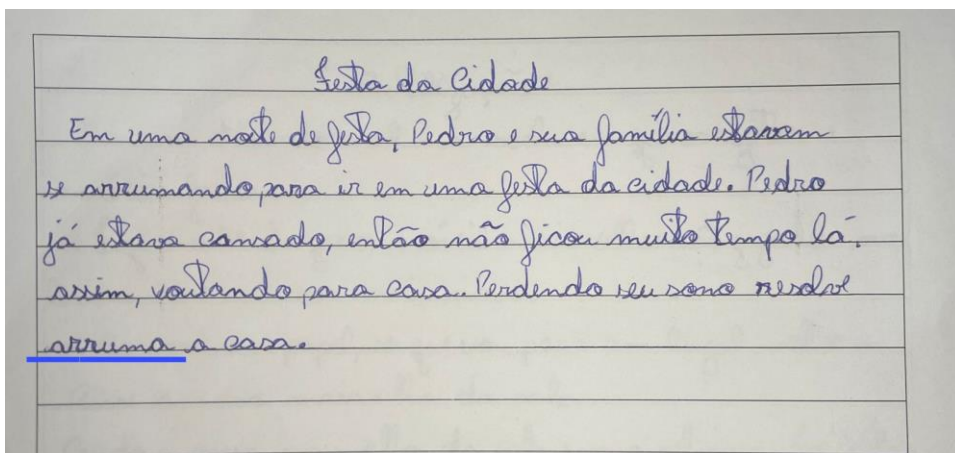 Festa da Cidade
Em uma noite de festa, Pedro e sua família estavam
se arrumando para ir em uma festa da cidade. Pedro
já estava cansado, então não ficou muito tempo lá.
assim, voutando para casa. Perdendo seu sono resolve
arruma a casa.